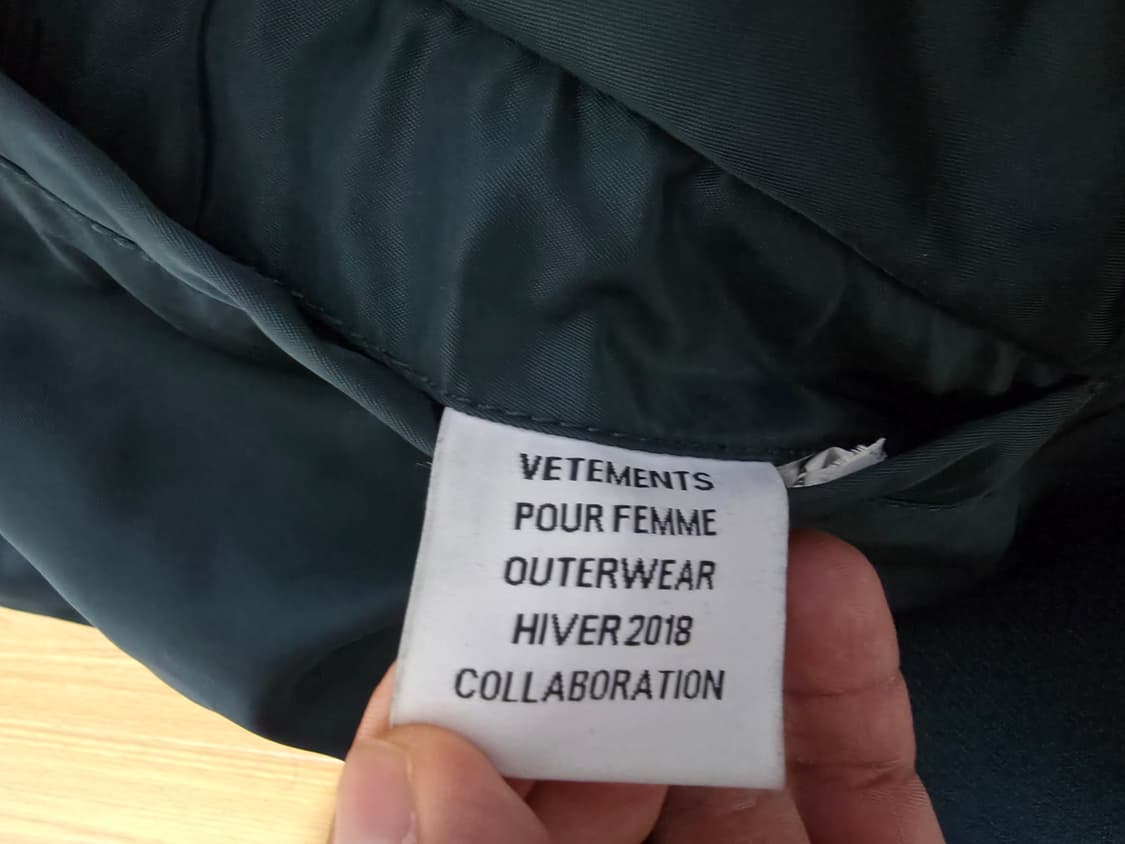 VETEMENTS
POUR FEMME
OUTERWEAR
HIVER 2018
COLLABORATION